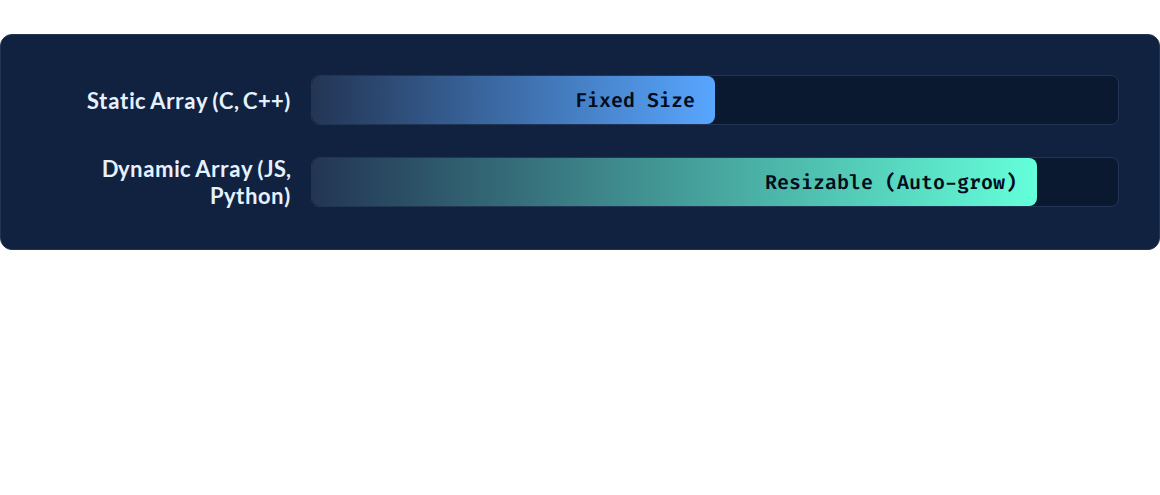 Static Array (C, C++)
Fixed Size
Dynamic Array (JS,
Python)
Resizable (Auto-grow)